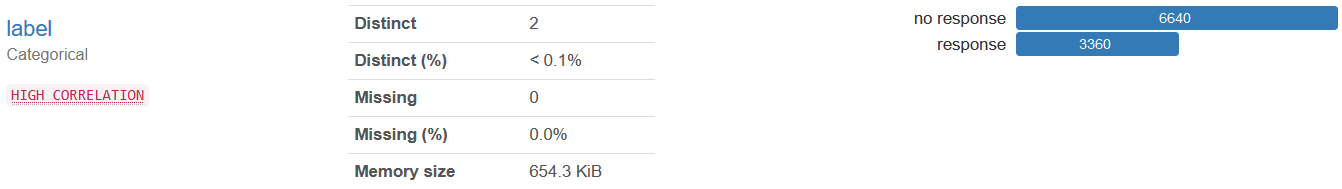 label
Categorical
HIGH CORRELATION
Distinct 2
Distinct (%) < 0.1%
Missing 0
Missing (%) 0.0%
Memory size 654.3 KiB
no response 6640
response 3360